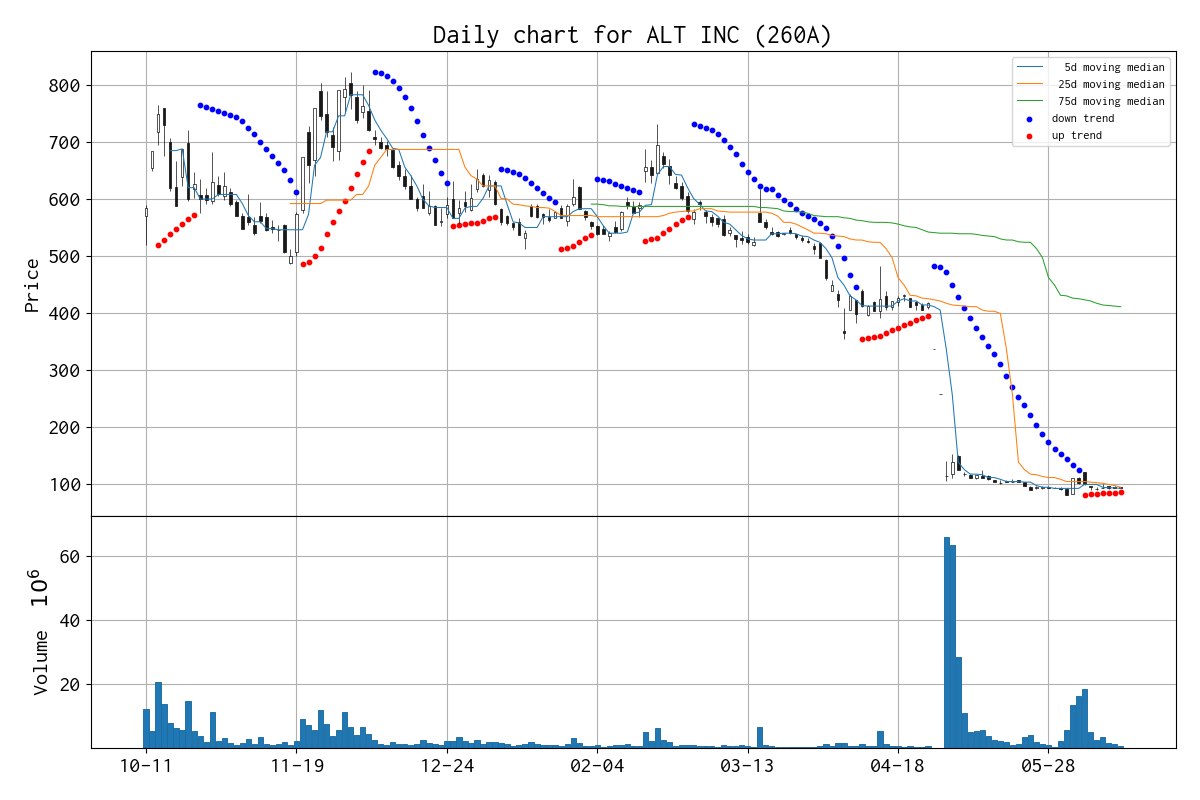 Daily chart for ALT INC (260A)
5d moving median
25d moving median
75d moving median
down trend
up trend
Price
800
700
600
500
400
300
200
100
Volume 10^6
60
40
20
10-11 11-19 12-24 02-04 03-13 04-18 05-28